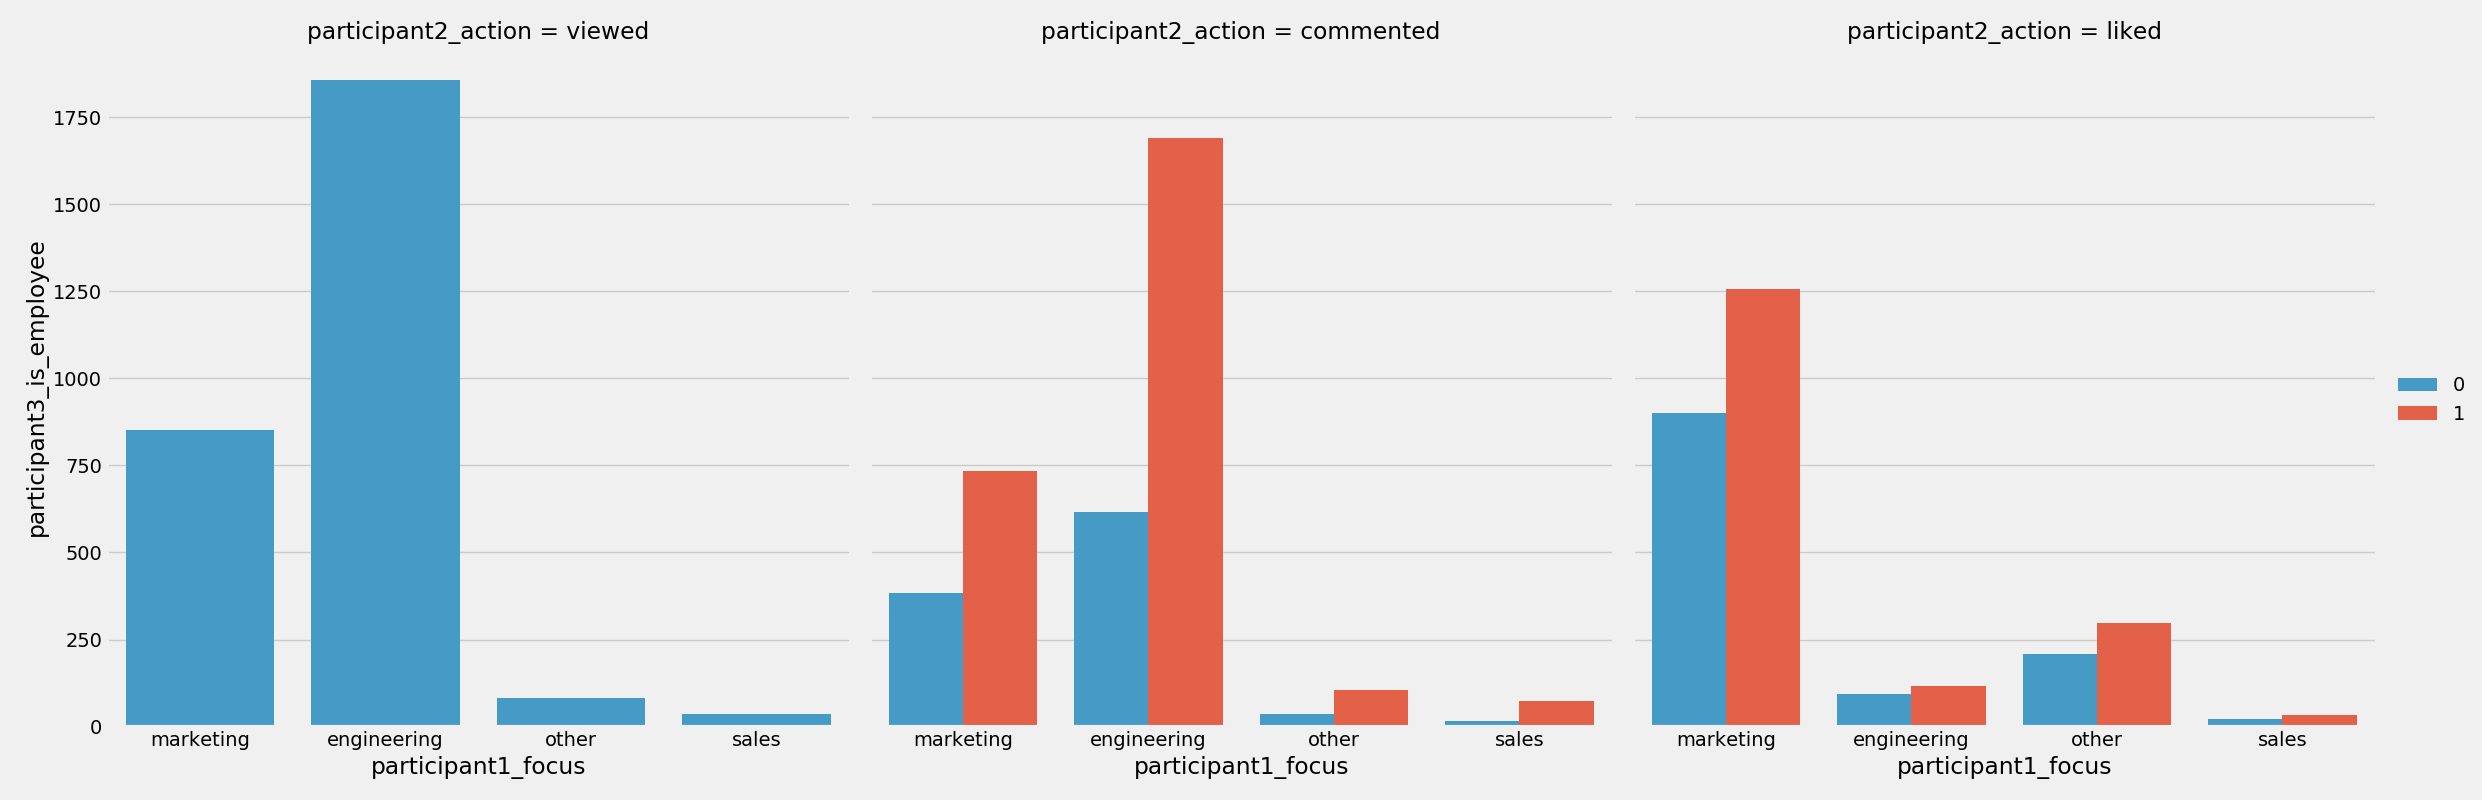 participant2_action = viewed
participant2_action = commented
participant2_action = liked
participant3_is_employee
1750
1500
1250
1000
750
500
250
0
marketing engineering other sales
marketing engineering other sales
marketing engineering other sales
participant1_focus
participant1_focus
participant1_focus
0
1